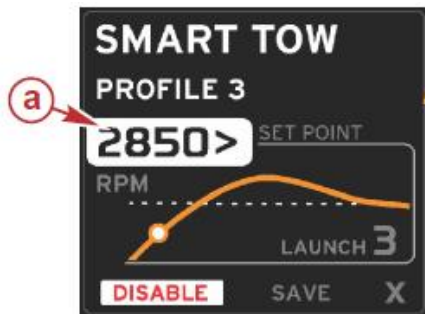 SMART TOW
PROFILE 3
a
2850> SET POINT
RPM
LAUNCH 3
DISABLE SAVE X